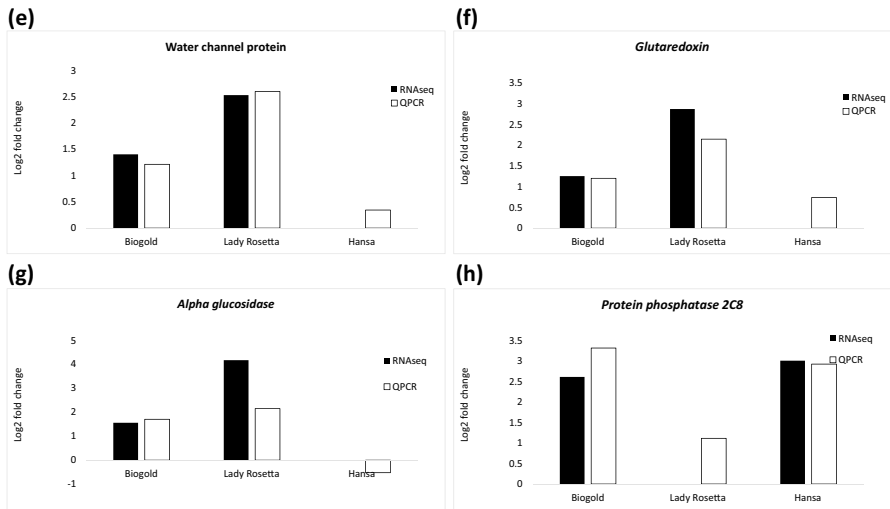 (e)
Water channel protein
3
2.5
2
1.5
1
0.5
0
Log2 fold change
RNAseq
QPCR
Biogold Lady Rosetta Hansa
(f)
Glutaredoxin
3.5
3
2.5
2
1.5
1
0.5
0
Log2 fold change
RNAseq
QPCR
Biogold Lady Rosetta Hansa
(g)
Alpha glucosidase
5
4
3
2
1
0
-1
Log2 fold change
RNAseq
QPCR
Biogold Lady Rosetta Hansa
(h)
Protein phosphatase 2C8
3.5
3
2.5
2
1.5
1
0.5
0
Log2 fold change
RNAseq
QPCR
Biogold Lady Rosetta Hansa